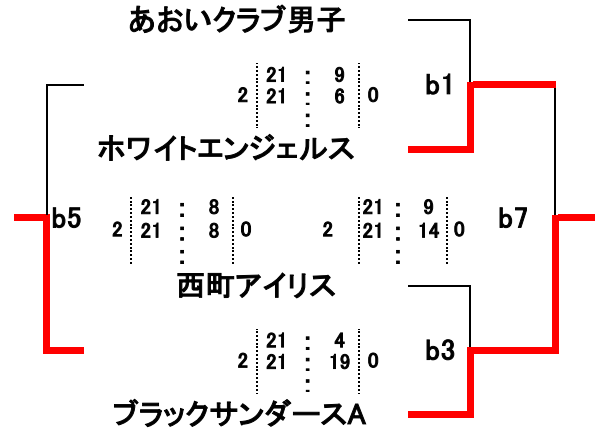 あおいクラブ男子
21 : 9
2 21 : 6 0
:
b1
ホワイトエンジェルス
b5
21 : 8
2 21 : 8 0
:
21 : 9
2 21 : 14 0
:
b7
西町アイリス
21 : 4
2 21 : 19 0
:
b3
ブラックサンダースA